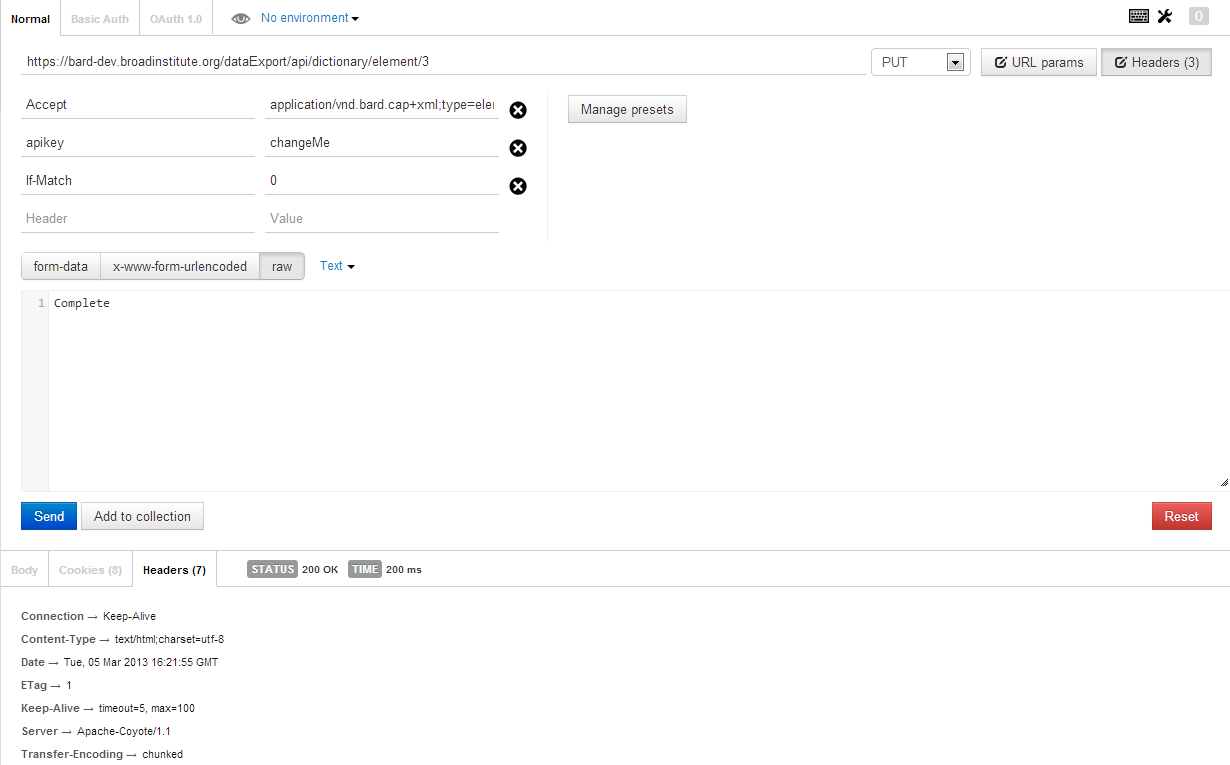 Normal Basic Auth OAuth 1.0 No environment 0
https://bard-dev.broadinstitute.org/dataExport/api/dictionary/element/3 PUT URL params Headers (3)
Accept application/vnd.bard.cap+xml;type=eler Manage presets
apikey changeMe
If-Match 0
Header Value
form-data x-www-form-urlencoded raw Text
1 Complete
Send Add to collection Reset
Body Cookies (8) Headers (7) STATUS 200 OK TIME 200 ms
Connection → Keep-Alive
Content-Type → text/html;charset=utf-8
Date → Tue, 05 Mar 2013 16:21:55 GMT
ETag → 1
Keep-Alive → timeout=5, max=100
Server → Apache-Coyote/1.1
Transfer-Encoding → chunked